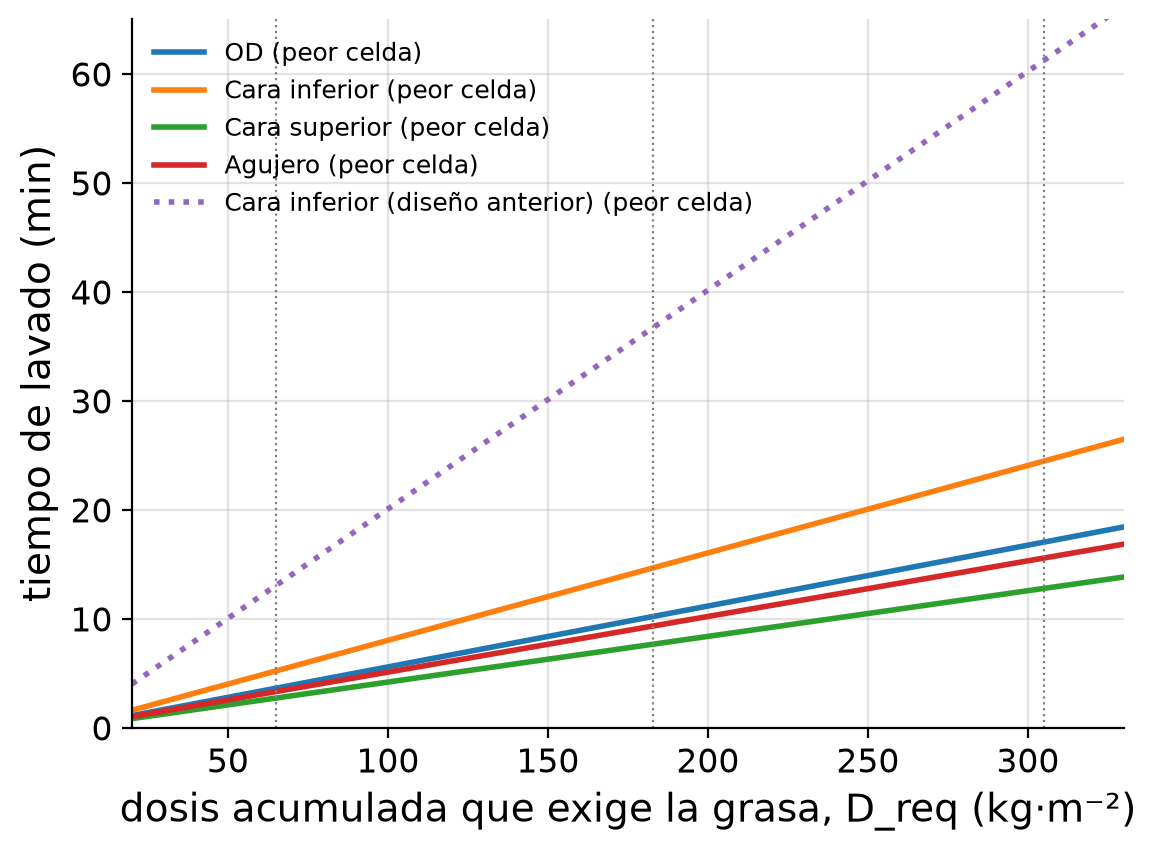 OD (peor celda)
Cara inferior (peor celda)
Cara superior (peor celda)
Agujero (peor celda)
Cara inferior (diseño anterior) (peor celda)
tiempo de lavado (min)
60
50
40
30
20
10
0
50 100 150 200 250 300
dosis acumulada que exige la grasa, D_req (kg·m⁻²)